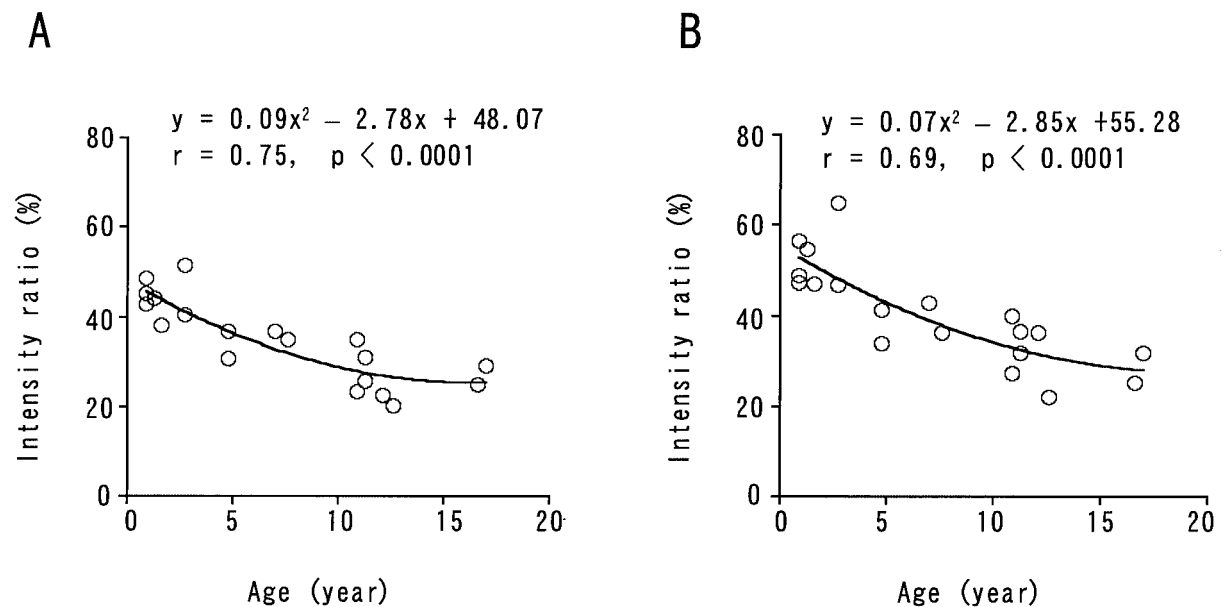 A
y = 0.09x² – 2.78x + 48.07
r = 0.75, p < 0.0001
80
60
40
20
0
Intensity ratio (%)
0 5 10 15 20
Age (year)
B
y = 0.07x² – 2.85x +55.28
r = 0.69, p < 0.0001
80
60
40
20
0
Intensity ratio (%)
0 5 10 15 20
Age (year)